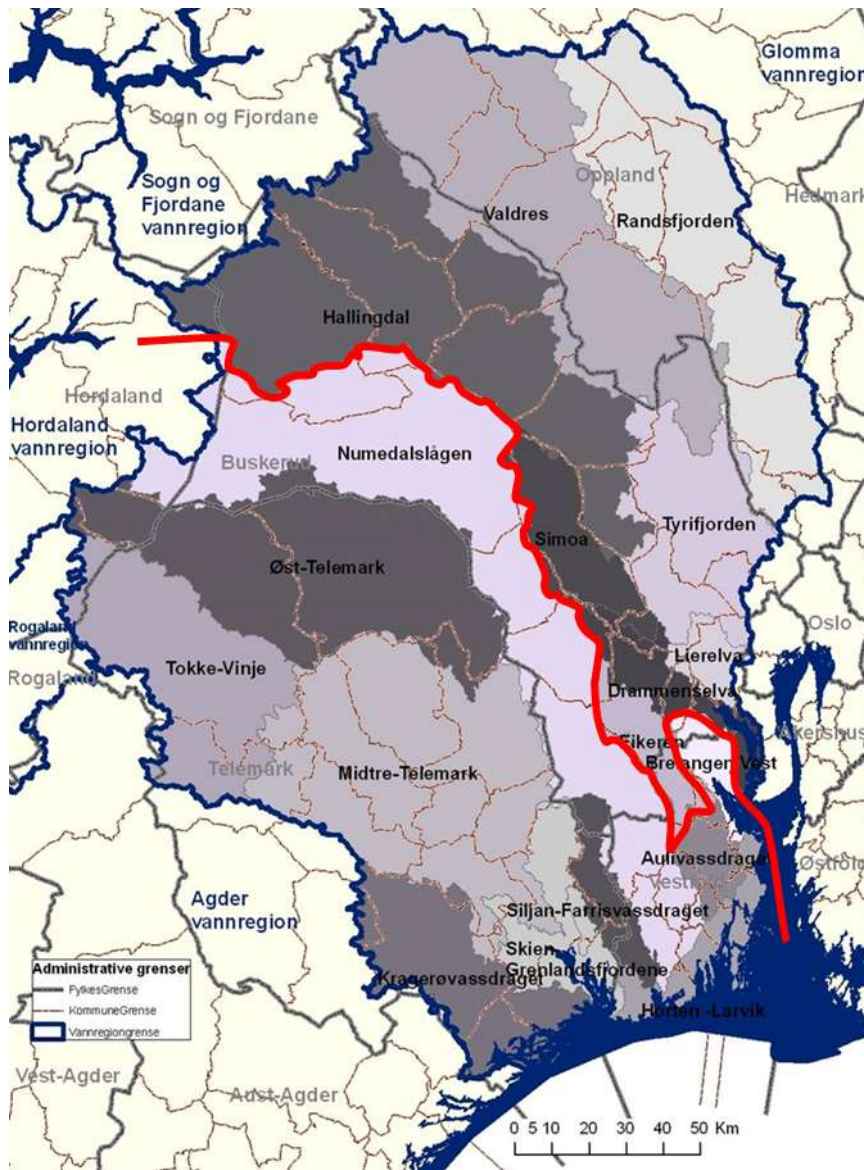 Glomma
vannregion
Sogn og Fjordane
Sogn og
Fjordane
vannregion
Oppland
Hedmark
Valdres
Randsfjorden
Hallingdal
Hordaland
Hordaland
vannregion
Numedalslågen
Buskerud
Simoa
Tyrifjorden
Øst-Telemark
Oslo
Rogaland
vannregion
Rogaland
Lierelva
Tokke-Vinje
Drammenselva
Akershus
Eikeren
Telemark
Midtre-Telemark
Breiangen Vest
Aulivassdraget
Østfold
Vestfold
Agder
vannregion
Siljan-Farrisvassdraget
Skien-
Grenlandsfjordene
Kragerøvassdraget
Horten -Larvik
Administrative grenser
FylkesGrense
KommuneGrense
Vannregiongrense
Vest-Agder
Aust-Agder
0 5 10 20 30 40 50 Km